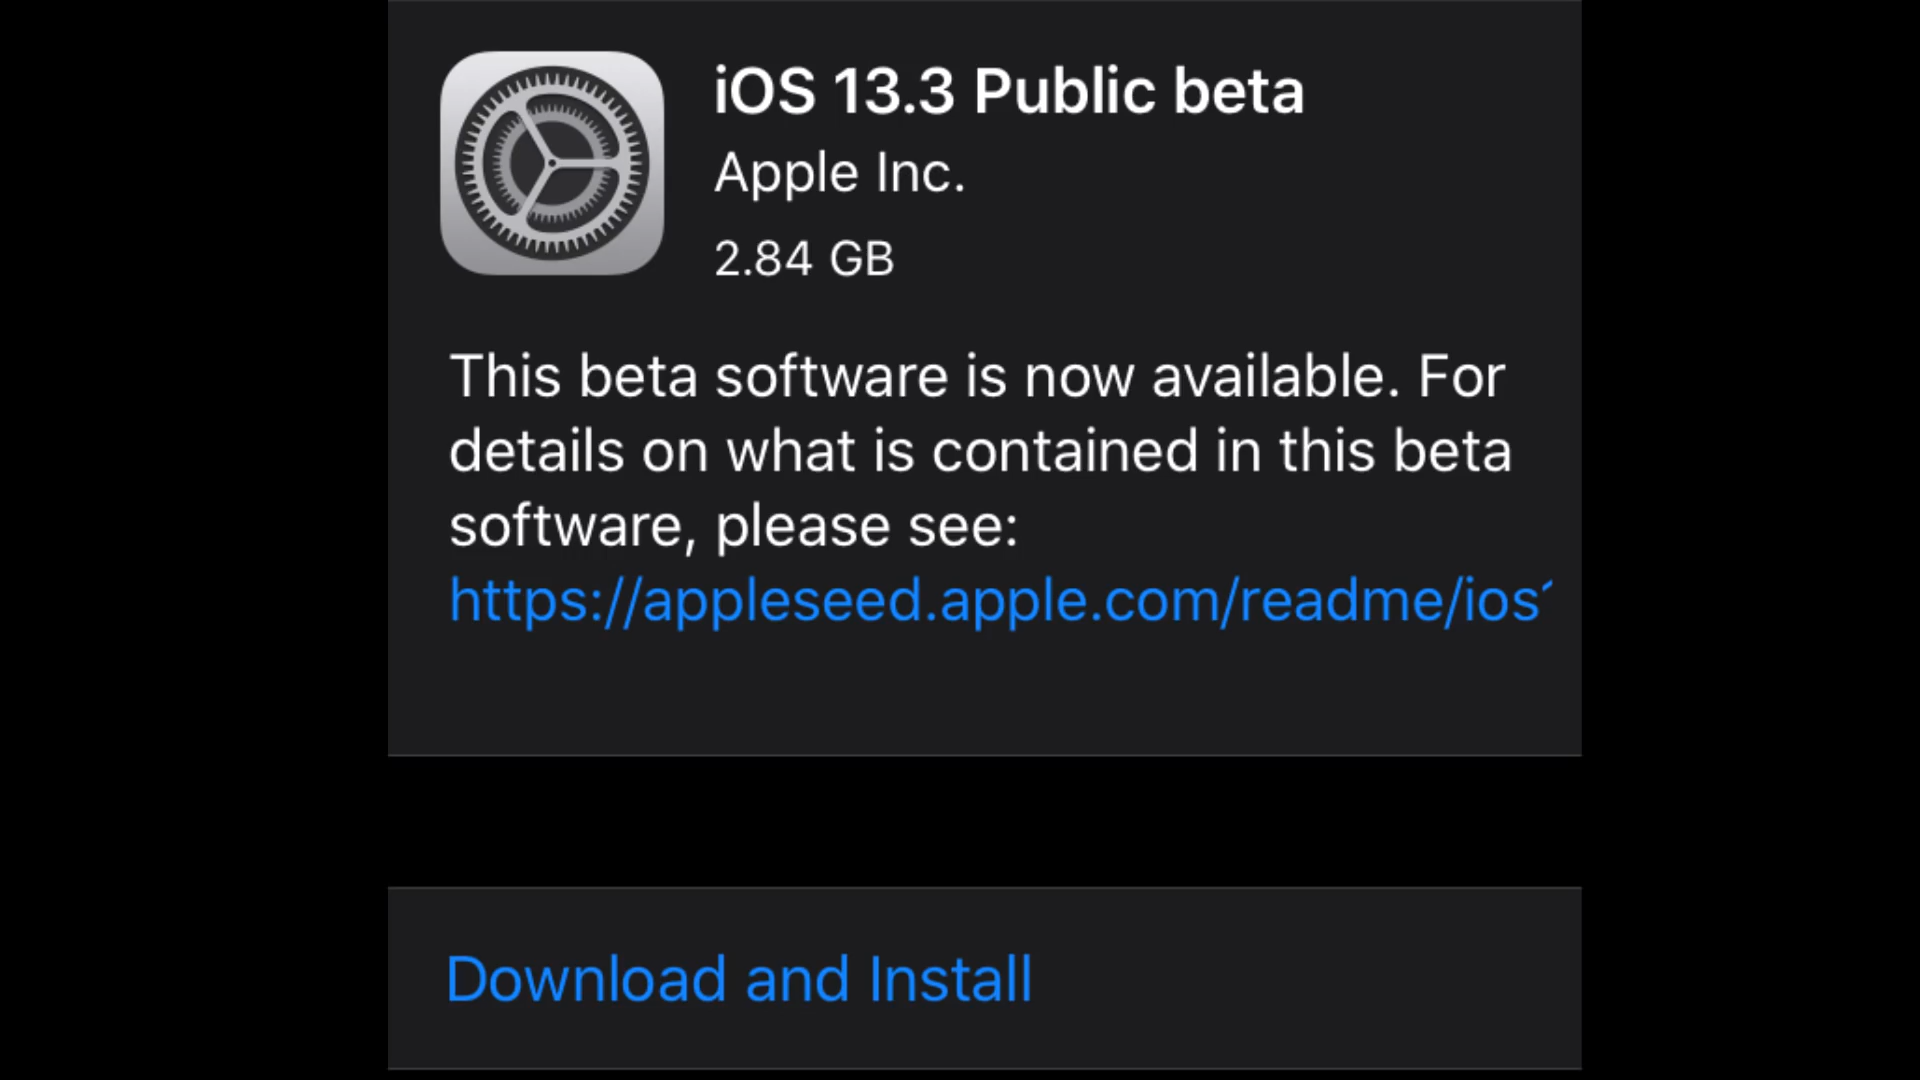 iOS 13.3 Public beta
Apple Inc.
2.84 GB
This beta software is now available. For
details on what is contained in this beta
software, please see:
https://appleseed.apple.com/readme/ios
Download and Install